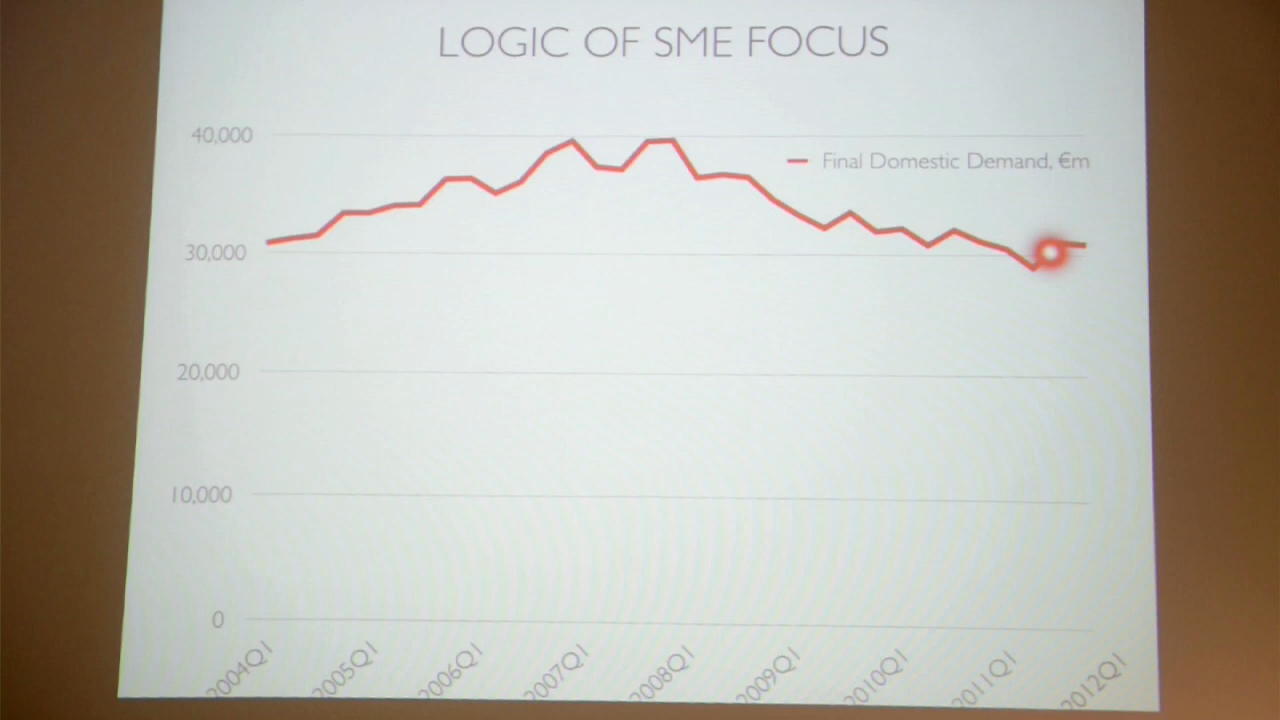 LOGIC OF SME FOCUS
40,000
Final Domestic Demand, €m
30,000
20,000
10,000
0
2004Q1 2005Q1 2006Q1 2007Q1 2008Q1 2009Q1 2010Q1 2011Q1 2012Q1